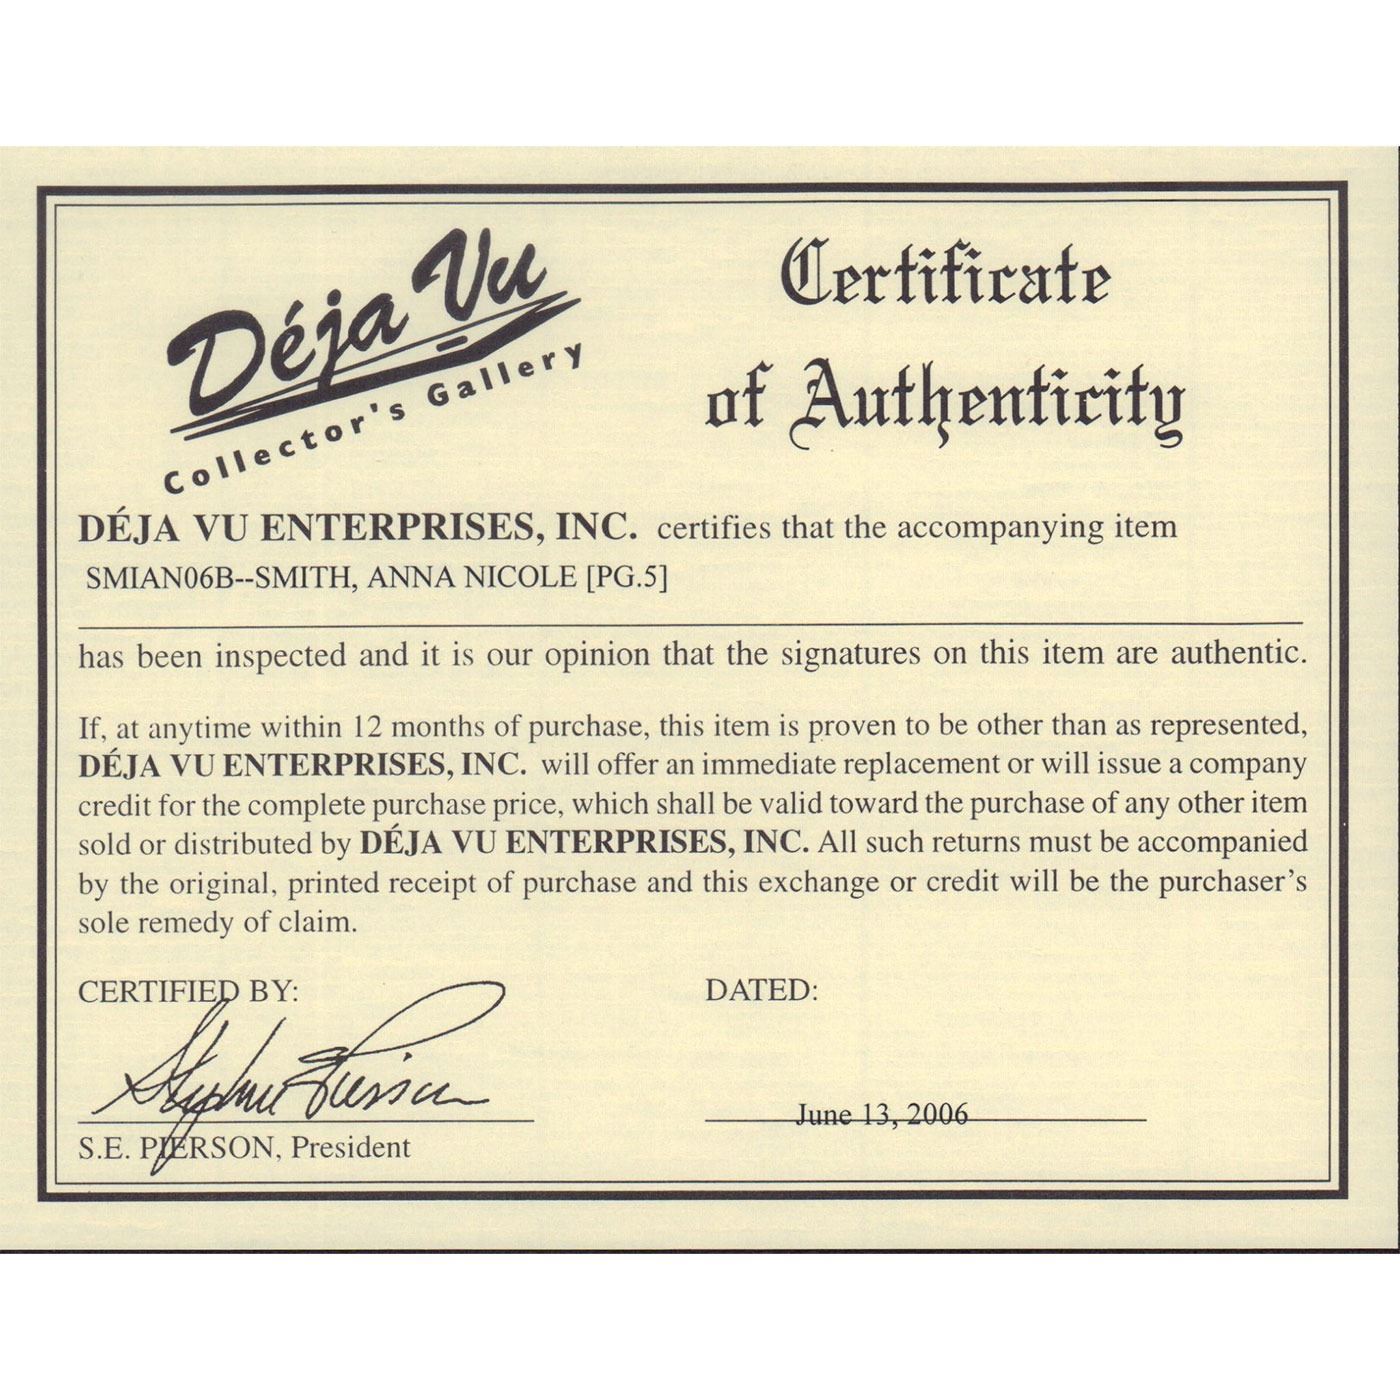 Déja Vu
Collector's Gallery
Certificate
of Authenticity
DÉJA VU ENTERPRISES, INC. certifies that the accompanying item
SMIAN06B--SMITH, ANNA NICOLE [PG.5]
has been inspected and it is our opinion that the signatures on this item are authentic.
If, at anytime within 12 months of purchase, this item is proven to be other than as represented,
DÉJA VU ENTERPRISES, INC. will offer an immediate replacement or will issue a company
credit for the complete purchase price, which shall be valid toward the purchase of any other item
sold or distributed by DÉJA VU ENTERPRISES, INC. All such returns must be accompanied
by the original, printed receipt of purchase and this exchange or credit will be the purchaser's
sole remedy of claim.
CERTIFIED BY:
DATED:
Stephen Pierson
June 13, 2006
S.E. PIERSON, President